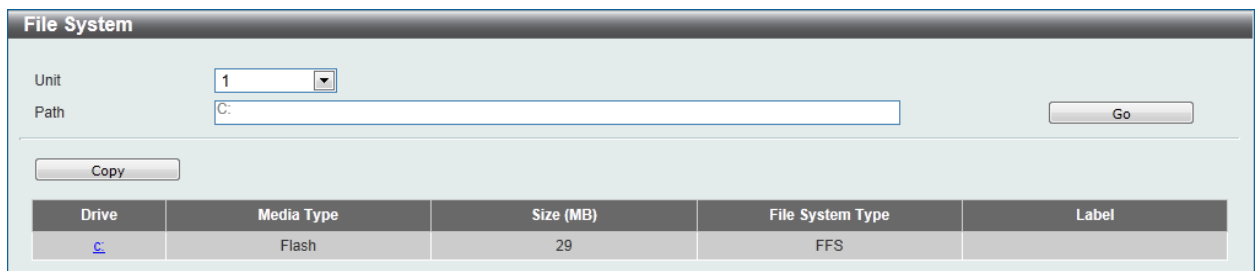 File System
Unit 1
Path C: Go
Copy
Drive Media Type Size (MB) File System Type Label
c: Flash 29 FFS